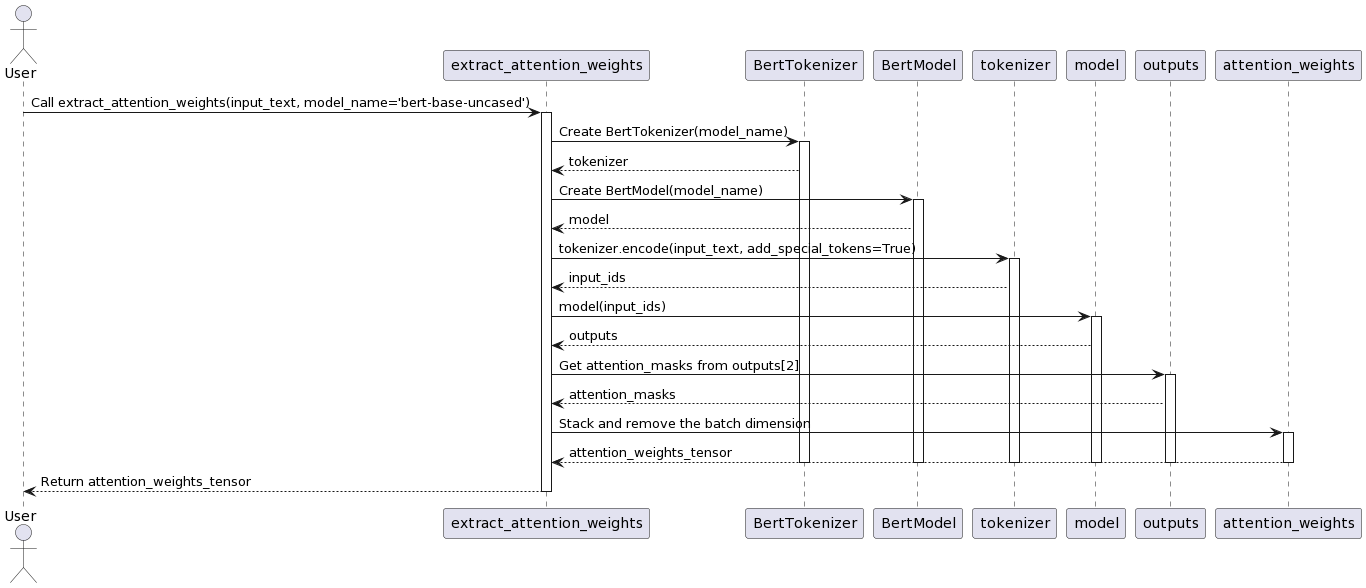 User
extract_attention_weights
BertTokenizer
BertModel
tokenizer
model
outputs
attention_weights
Call extract_attention_weights(input_text, model_name='bert-base-uncased')
Create BertTokenizer(model_name)
tokenizer
Create BertModel(model_name)
model
tokenizer.encode(input_text, add_special_tokens=True)
input_ids
model(input_ids)
outputs
Get attention_masks from outputs[2]
attention_masks
Stack and remove the batch dimension
attention_weights_tensor
Return attention_weights_tensor
User
extract_attention_weights
BertTokenizer
BertModel
tokenizer
model
outputs
attention_weights